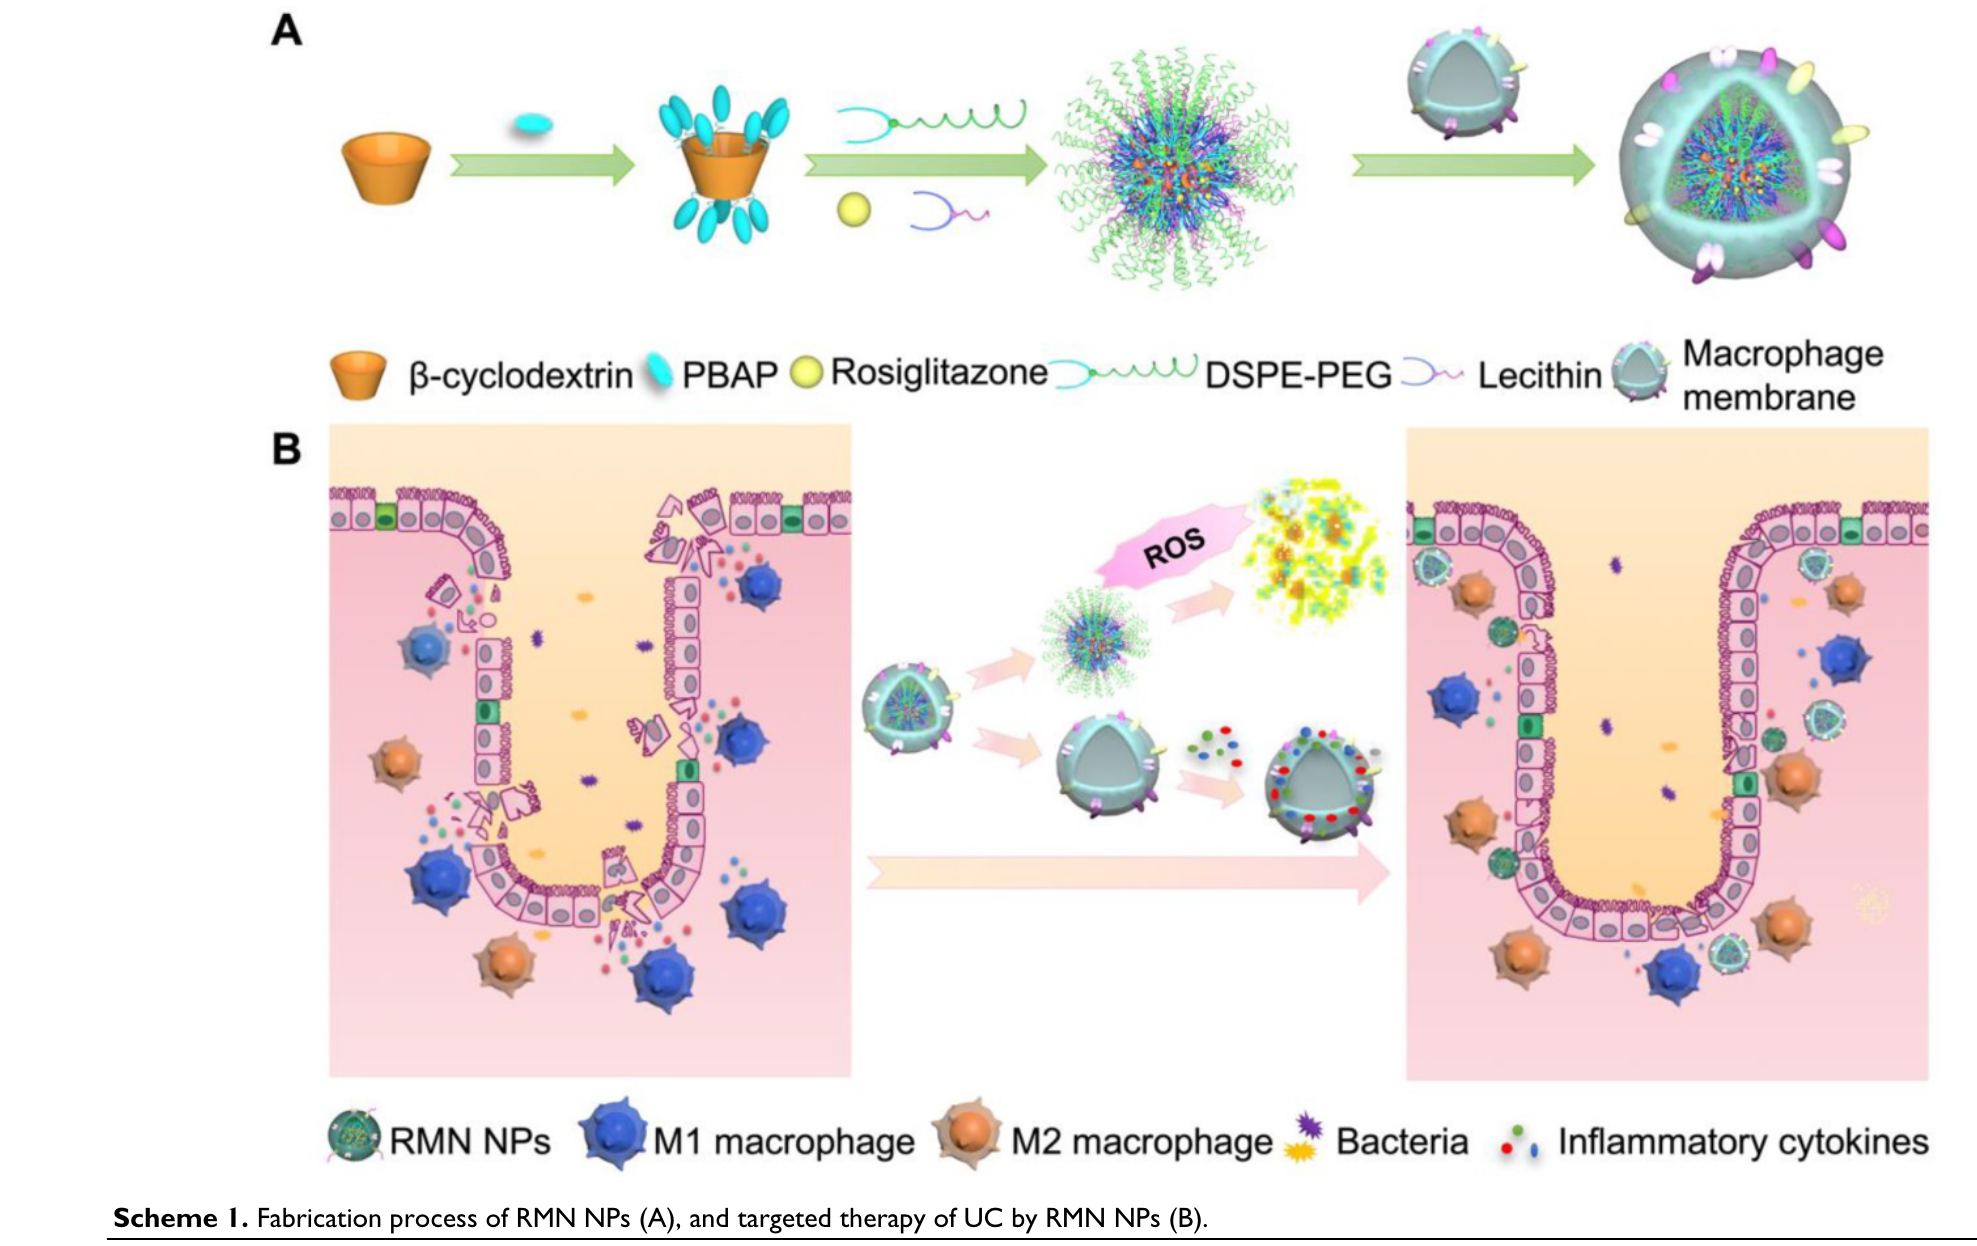 A
β-cyclodextrin PBAP Rosiglitazone DSPE-PEG Lecithin Macrophage membrane
B
ROS
RMN NPs M1 macrophage M2 macrophage Bacteria Inflammatory cytokines
Scheme 1. Fabrication process of RMN NPs (A), and targeted therapy of UC by RMN NPs (B).